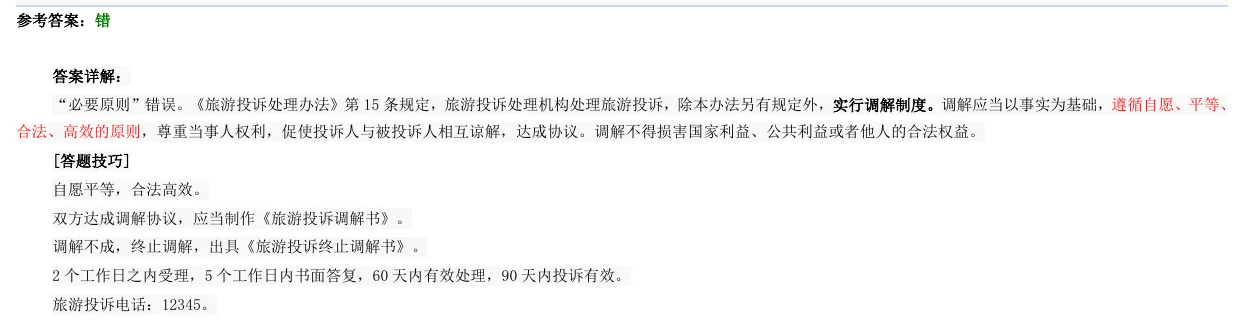 参考答案：错
答案详解：
“必要原则”错误。《旅游投诉处理办法》第 15 条规定，旅游投诉处理机构处理旅游投诉，除本办法另有规定外，实行调解制度。调解应当以事实为基础，遵循自愿、平等、
合法、高效的原则，尊重当事人权利，促使投诉人与被投诉人相互谅解，达成协议。调解不得损害国家利益、公共利益或者他人的合法权益。
[答题技巧]
自愿平等，合法高效。
双方达成调解协议，应当制作《旅游投诉调解书》。
调解不成，终止调解，出具《旅游投诉终止调解书》。
2 个工作日之内受理，5 个工作日内书面答复，60 天内有效处理，90 天内投诉有效。
旅游投诉电话：12345。